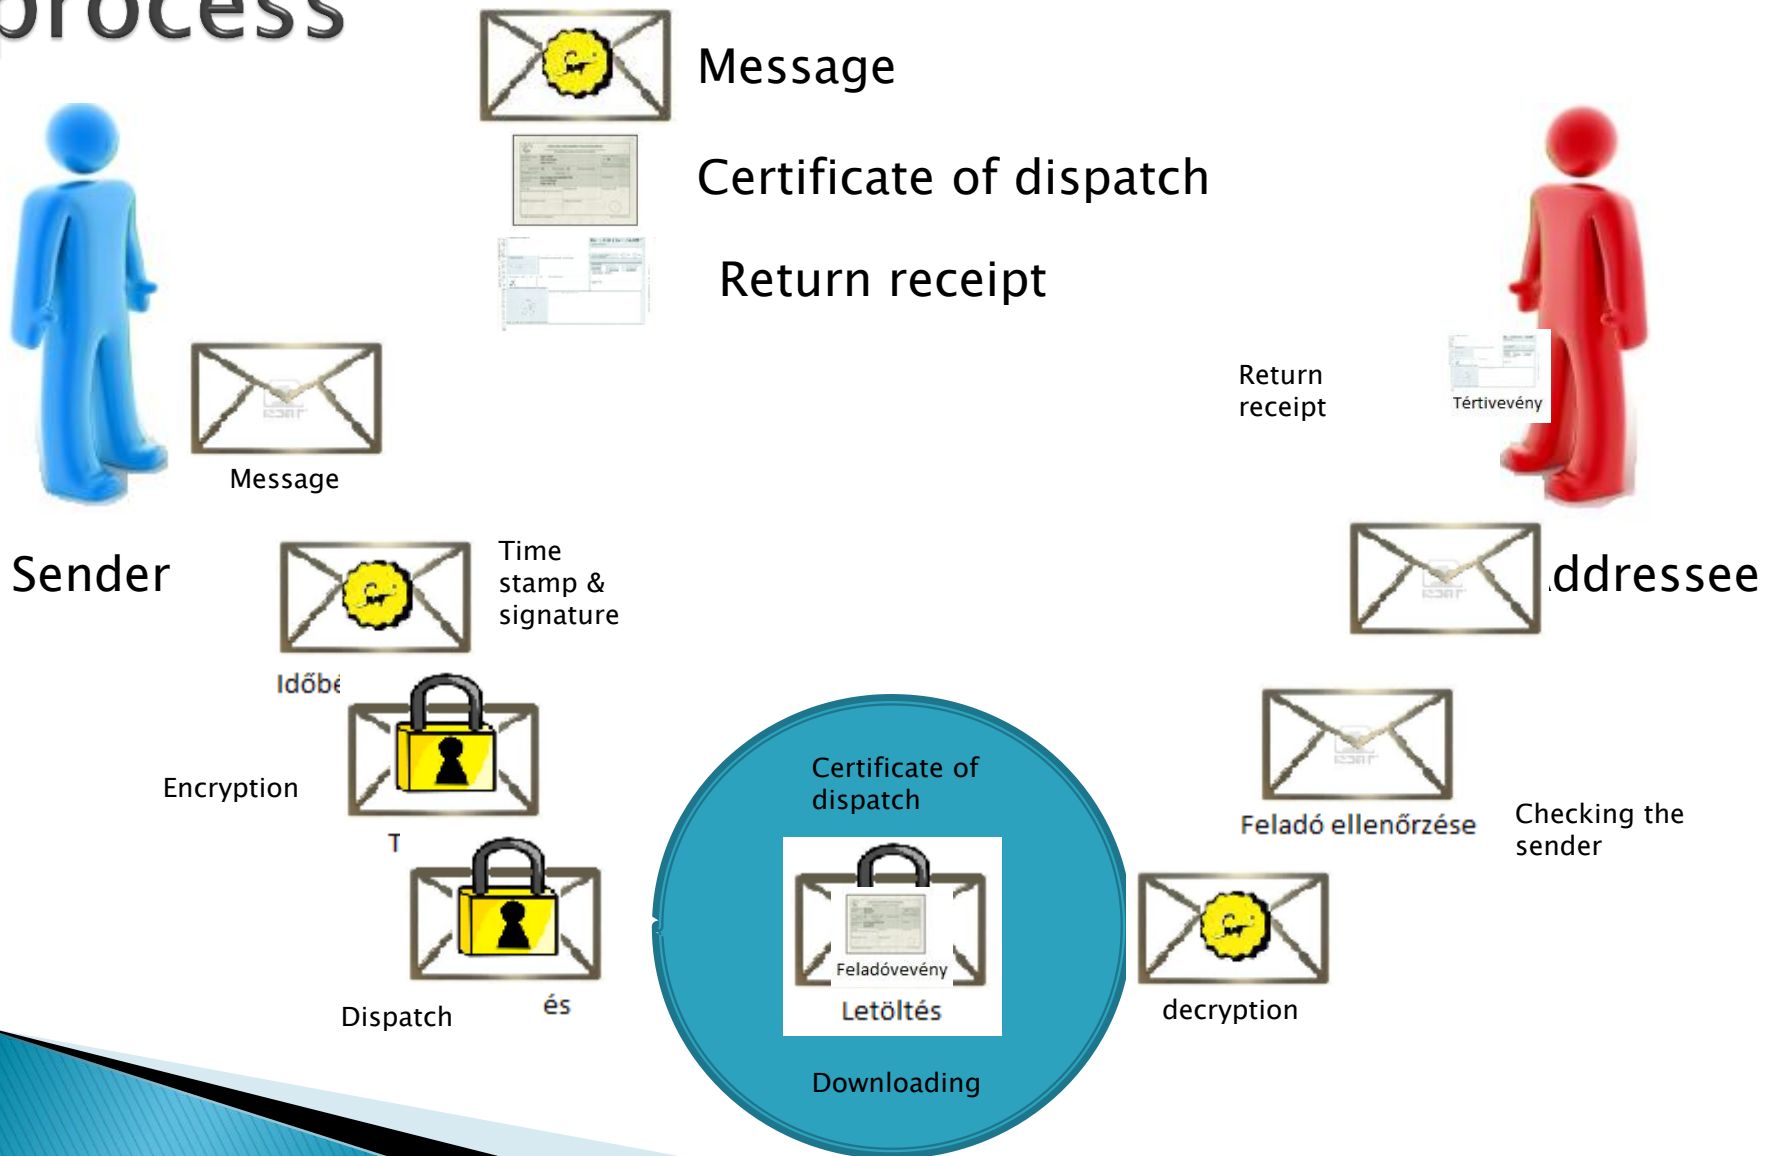 process
Message
Certificate of dispatch
Return receipt
Return
receipt
Tértivevény
Message
Sender
Time
stamp &
signature
ddressee
Időbé
Encryption
T
Certificate of
dispatch
Feladó ellenőrzése
Checking the
sender
Feladóvevény
Letöltés
Dispatch
és
decryption
Downloading